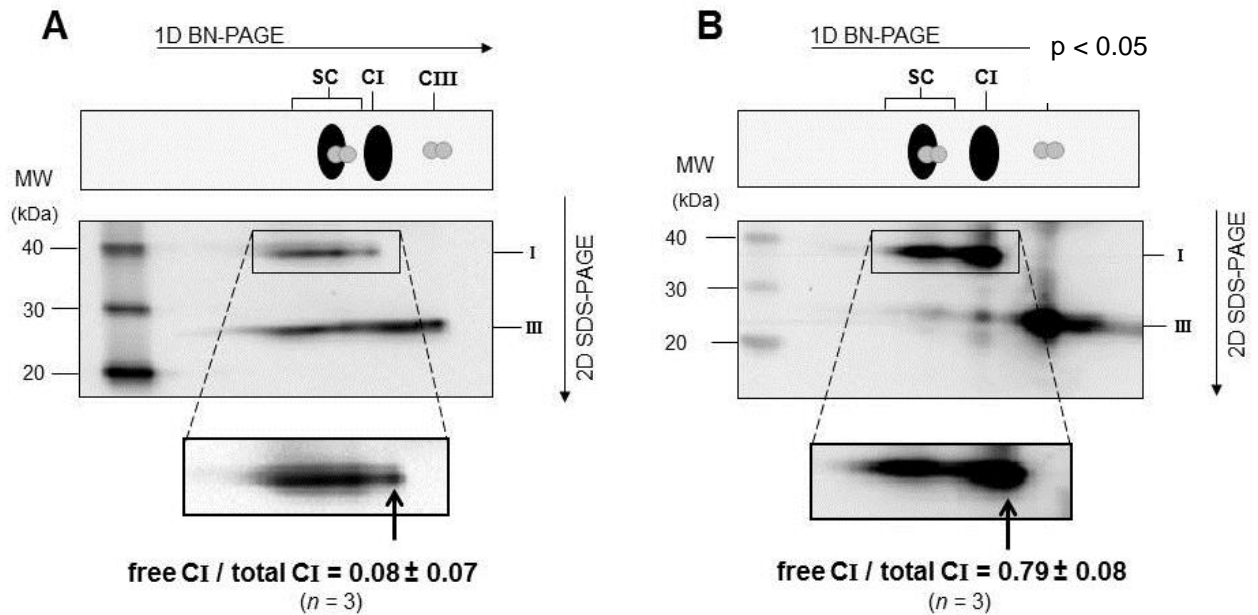 A
1D BN-PAGE
SC CI CIII
MW
(kDa)
40
30
20
I
III
2D SDS-PAGE
free CI / total CI = 0.08 ± 0.07
(n = 3)
B
1D BN-PAGE
p < 0.05
SC CI
MW
(kDa)
40
30
20
I
III
2D SDS-PAGE
free CI / total CI = 0.79 ± 0.08
(n = 3)